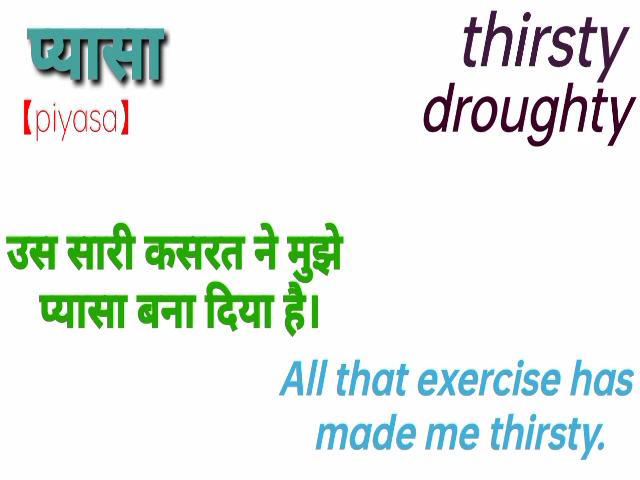 प्यासा
【piyasa】
thirsty
droughty
उस सारी कसरत ने मुझे
प्यासा बना दिया है।
All that exercise has
made me thirsty.